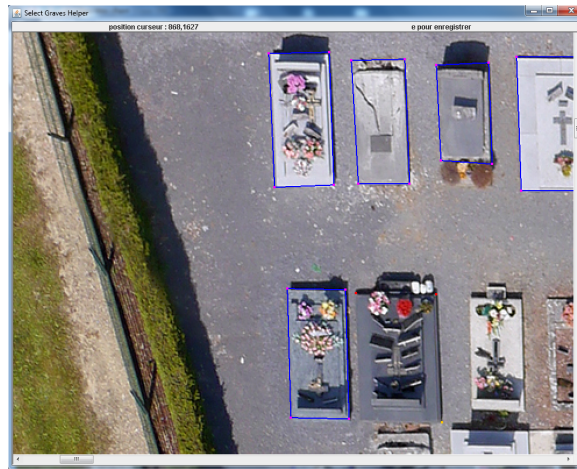 Select Graves Helper
position curseur : 868,1627
e pour enregistrer